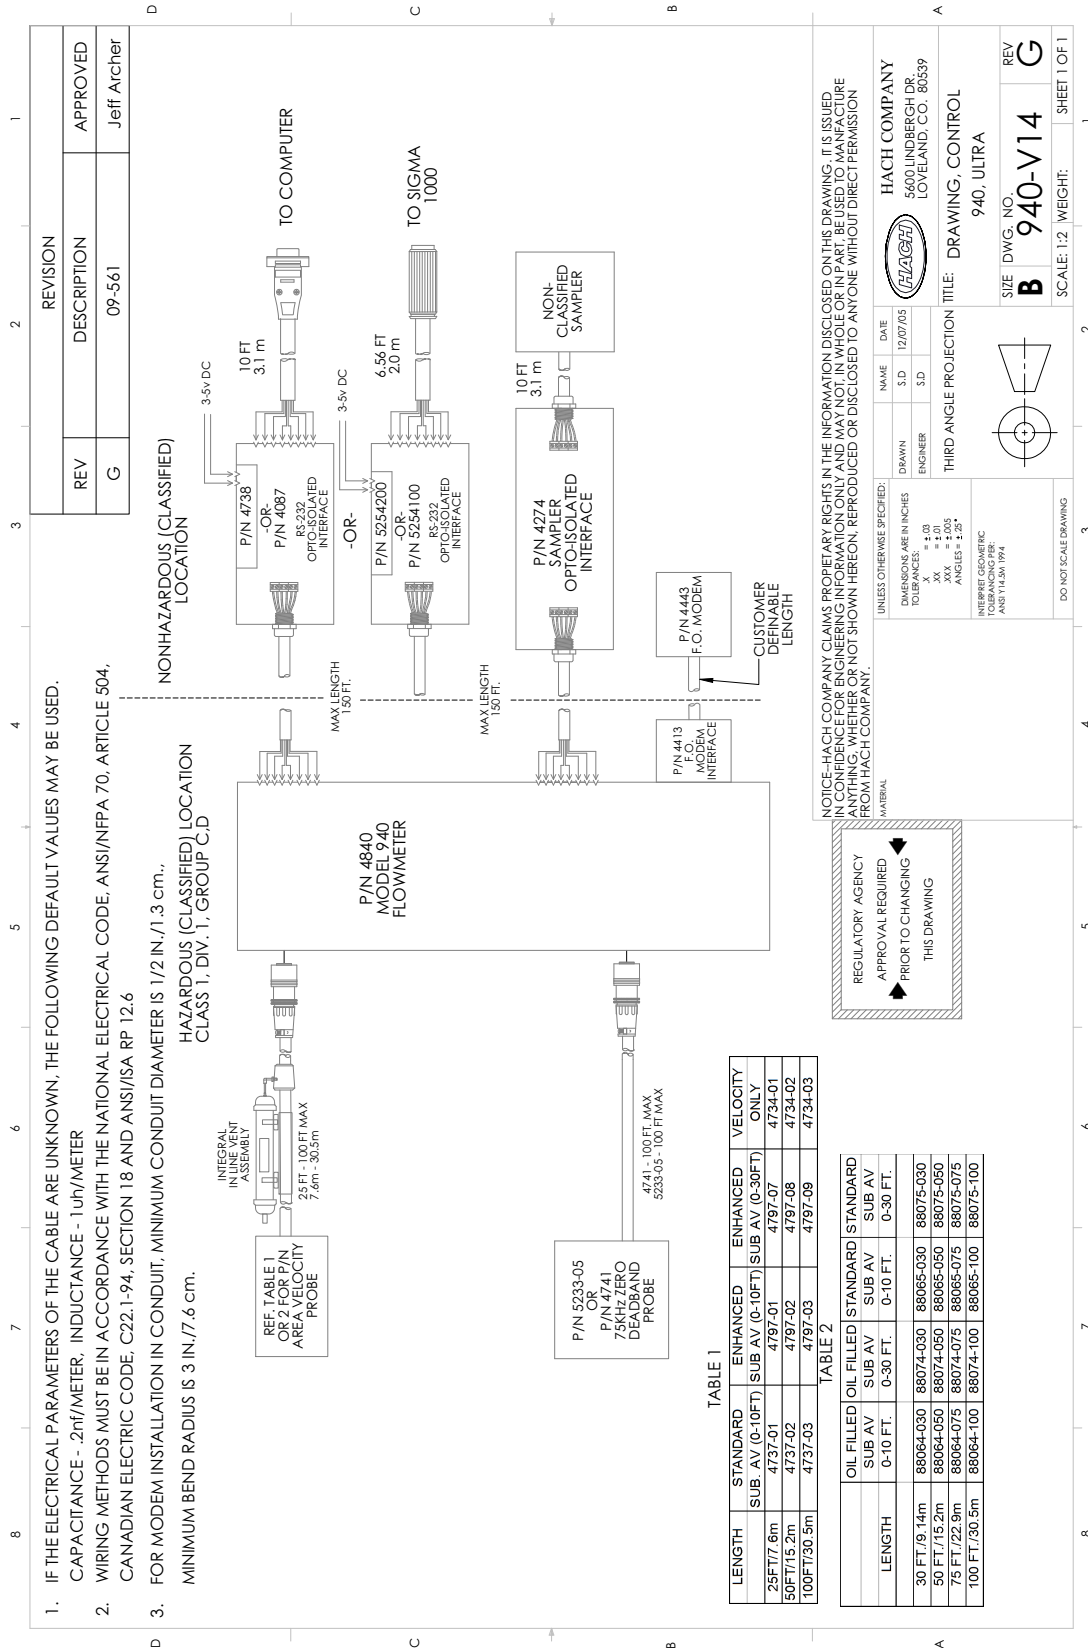 8 7 6 5 4 3 2 1
D
C
B
A
1. IF THE ELECTRICAL PARAMETERS OF THE CABLE ARE UNKNOWN, THE FOLLOWING DEFAULT VALUES MAY BE USED.
CAPACITANCE - .2nf/METER, INDUCTANCE - 1uh/METER
2. WIRING METHODS MUST BE IN ACCORDANCE WITH THE NATIONAL ELECTRICAL CODE, ANSI/NFPA 70, ARTICLE 504,
CANADIAN ELECTRIC CODE, C22.1-94, SECTION 18 AND ANSI/ISA RP 12.6
3. FOR MODEM INSTALLATION IN CONDUIT, MINIMUM CONDUIT DIAMETER IS 1/2 IN./1.3 cm.,
MINIMUM BEND RADIUS IS 3 IN./7.6 cm.
REVISION
REV DESCRIPTION APPROVED
G 09-561 Jeff Archer
HAZARDOUS (CLASSIFIED) LOCATION
CLASS 1, DIV. 1, GROUP C,D
NONHAZARDOUS (CLASSIFIED)
LOCATION
INTEGRAL
IN LINE VENT
ASSEMBLY
25 FT - 100 FT MAX
7.6m - 30.5m
REF. TABLE 1
OR 2 FOR P/N
AREA VELOCITY
PROBE
P/N 5233-05
OR
P/N 4741
75KHz ZERO
DEADBAND
PROBE
4741 - 100 FT. MAX
5233-05 - 100 FT MAX
P/N 4840
MODEL 940
FLOWMETER
MAX LENGTH
150 FT.
MAX LENGTH
150 FT.
3-5v DC
P/N 4738
-OR-
P/N 4087
RS-232
OPTO-ISOLATED
INTERFACE
10 FT
3.1 m
TO COMPUTER
-OR-
3-5v DC
P/N 5254200
-OR-
P/N 5254100
RS-232
OPTO-ISOLATED
INTERFACE
6.56 FT
2.0 m
TO SIGMA
1000
P/N 4274
SAMPLER
OPTO-ISOLATED
INTERFACE
10 FT
3.1 m
NON-
CLASSIFIED
SAMPLER
P/N 4413
F.O.
MODEM
INTERFACE
P/N 4443
F.O. MODEM
CUSTOMER
DEFINABLE
LENGTH
TABLE 1
LENGTH STANDARD ENHANCED ENHANCED VELOCITY
SUB. AV (0-10FT) SUB AV (0-10FT) SUB AV (0-30FT) ONLY
25FT/7.6m 4737-01 4797-01 4797-07 4734-01
50FT/15.2m 4737-02 4797-02 4797-08 4734-02
100FT/30.5m 4737-03 4797-03 4797-09 4734-03
TABLE 2
OIL FILLED OIL FILLED STANDARD STANDARD
SUB AV SUB AV SUB AV SUB AV
LENGTH 0-10 FT. 0-30 FT. 0-10 FT. 0-30 FT.
30 FT./9.14m 88064-030 88074-030 88065-030 88075-030
50 FT./15.2m 88064-050 88074-050 88065-050 88075-050
75 FT./22.9m 88064-075 88074-075 88065-075 88075-075
100 FT./30.5m 88064-100 88074-100 88065-100 88075-100
REGULATORY AGENCY
APPROVAL REQUIRED
PRIOR TO CHANGING
THIS DRAWING
NOTICE--HACH COMPANY CLAIMS PROPRIETARY RIGHTS IN THE INFORMATION DISCLOSED ON THIS DRAWING. IT IS ISSUED
IN CONFIDENCE FOR ENGINEERING INFORMATION ONLY AND MAY NOT, IN WHOLE OR IN PART, BE USED TO MANFACTURE
ANYTHING, WHETHER OR NOT SHOWN HEREON, REPRODUCED OR DISCLOSED TO ANYONE WITHOUT DIRECT PERMISSION
FROM HACH COMPANY.
MATERIAL
UNLESS OTHERWISE SPECIFIED:
DIMENSIONS ARE IN INCHES
TOLERANCES:
X = ±.03
.XX = ±.01
.XXX = ±.005
ANGLES = ±.25°
INTERPRET GEOMETRIC
TOLERANCING PER:
ANSI Y14.5M 1994
DO NOT SCALE DRAWING
NAME DATE
DRAWN S.D 12/07/05
ENGINEER S.D
THIRD ANGLE PROJECTION
HACH
HACH COMPANY
5600 LINDBERGH DR.
LOVELAND, CO. 80539
TITLE: DRAWING, CONTROL
940, ULTRA
SIZE DWG. NO. REV
B 940-V14 G
SCALE: 1:2 WEIGHT: SHEET 1 OF 1
D
C
B
A
8 7 6 5 4 3 2 1